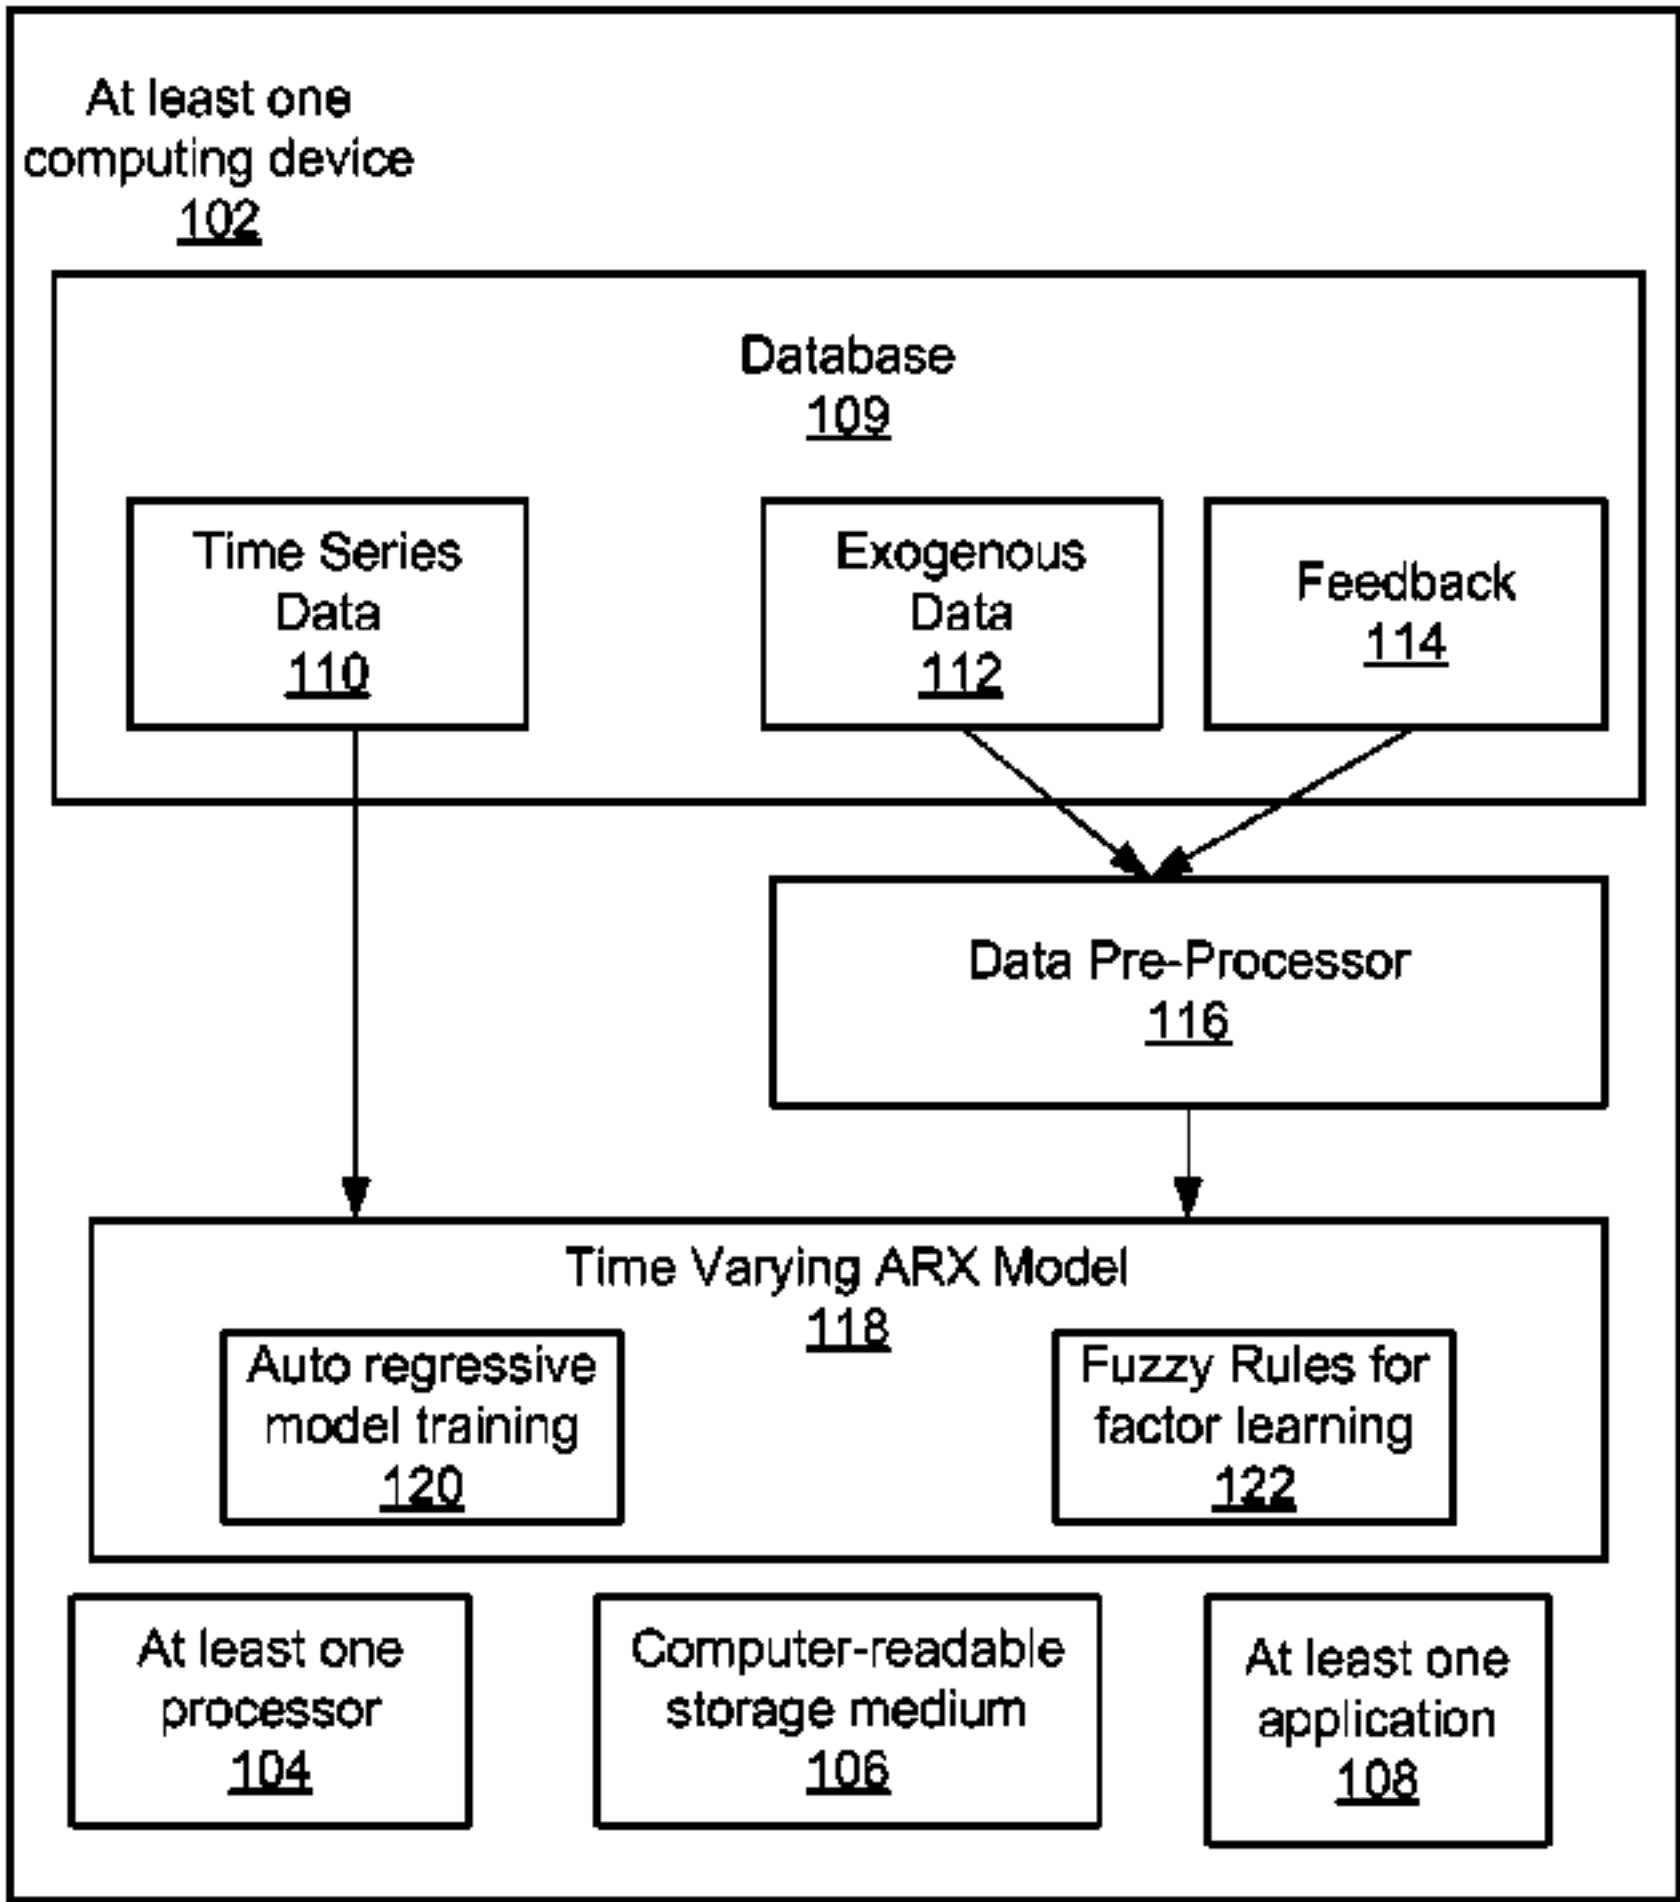 At least one
computing device
102
Database
109
Time Series
Data
110
Exogenous
Data
112
Feedback
114
Data Pre-Processor
116
Time Varying ARX Model
118
Auto regressive
model training
120
Fuzzy Rules for
factor learning
122
At least one
processor
104
Computer-readable
storage medium
106
At least one
application
108